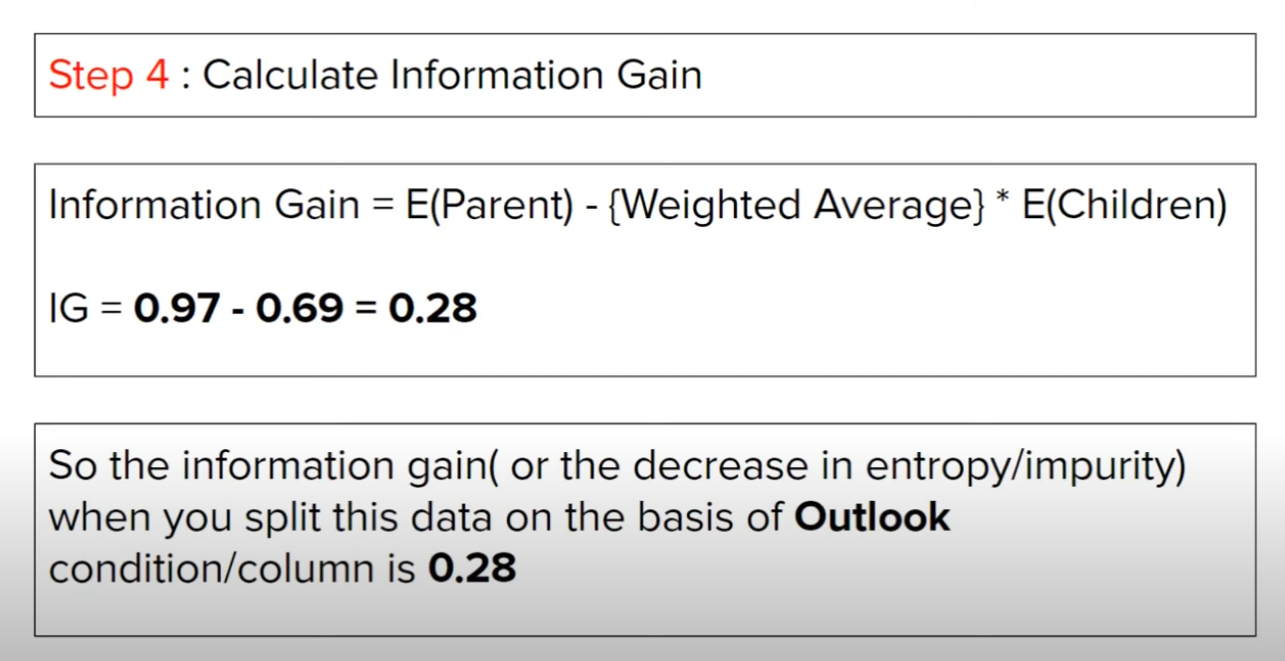 Step 4 : Calculate Information Gain
Information Gain = E(Parent) - {Weighted Average} * E(Children)
IG = 0.97 - 0.69 = 0.28
So the information gain( or the decrease in entropy/impurity)
when you split this data on the basis of Outlook
condition/column is 0.28